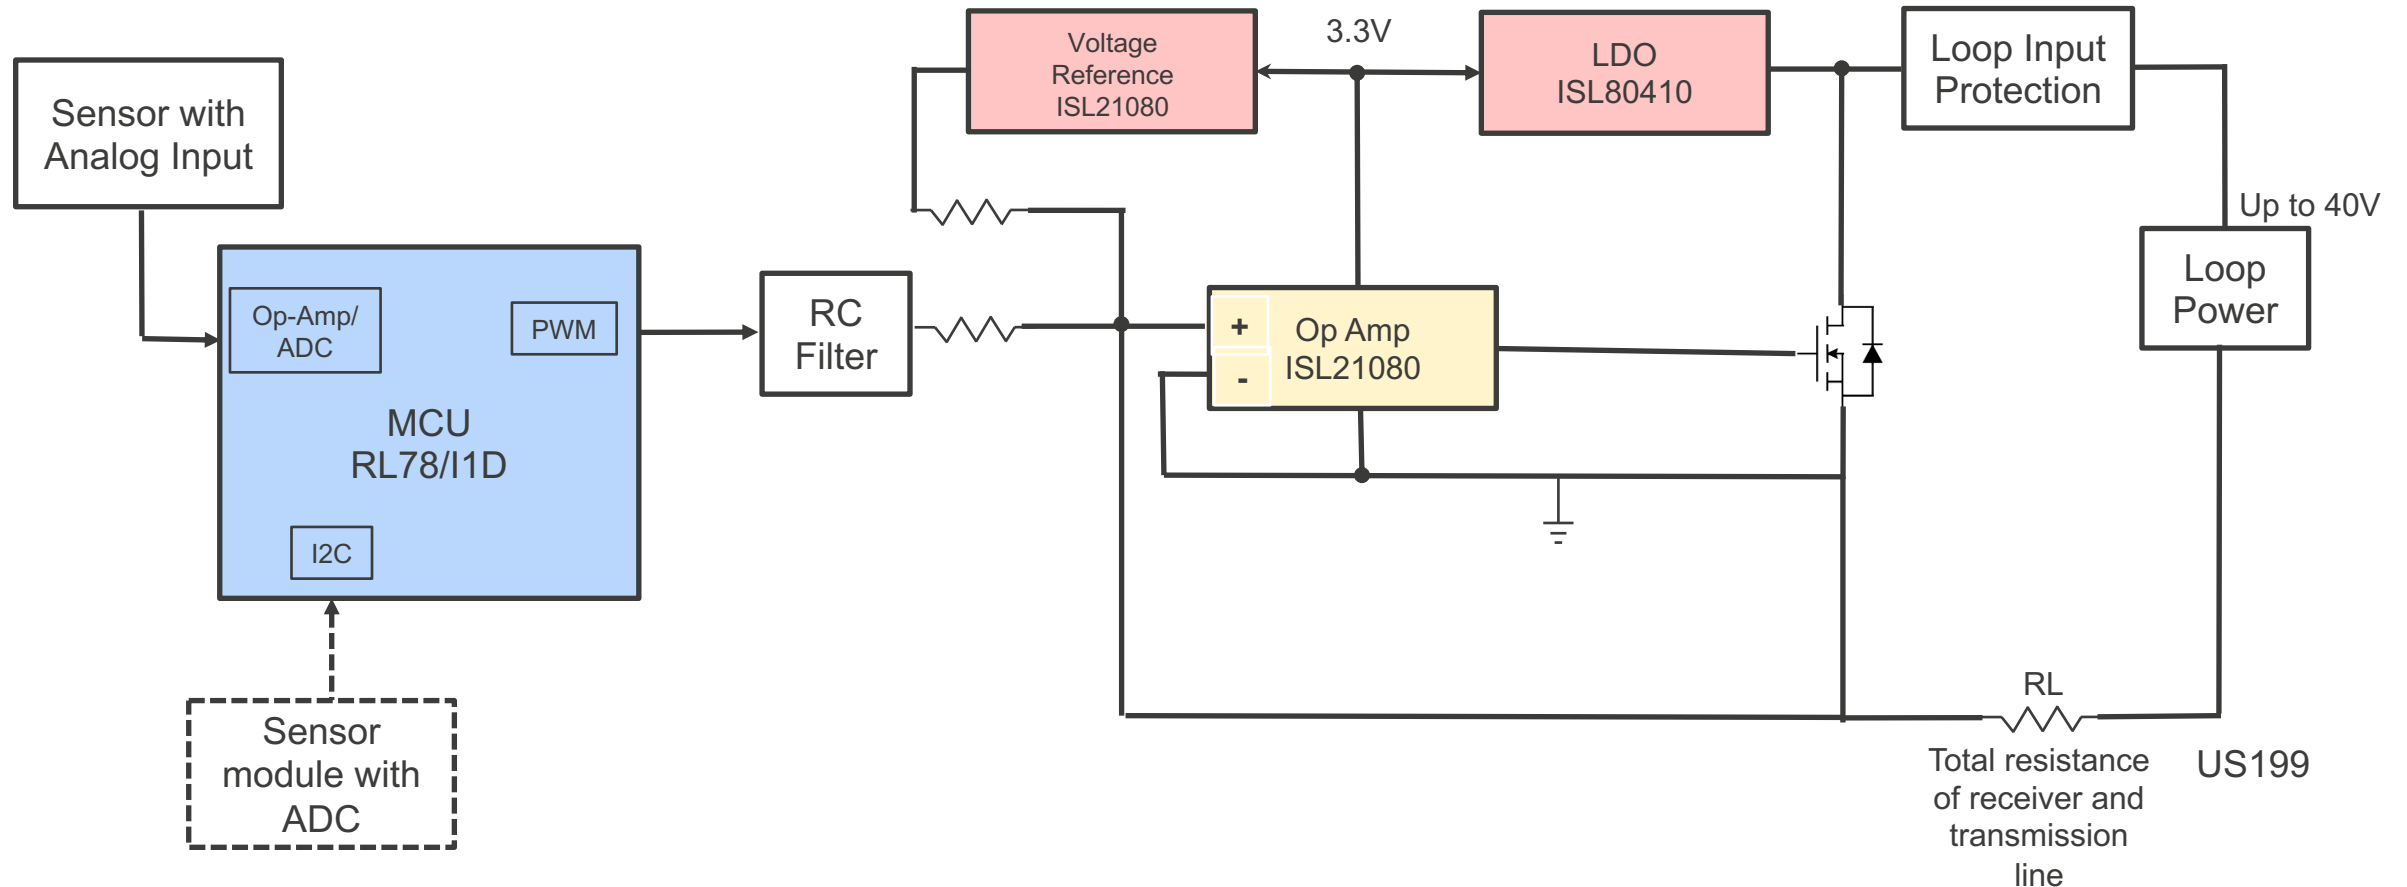 Sensor with
Analog Input
Op-Amp/
ADC
PWM
MCU
RL78/I1D
I2C
Sensor
module with
ADC
RC
Filter
Voltage
Reference
ISL21080
3.3V
LDO
ISL80410
Loop Input
Protection
Up to 40V
Loop
Power
+
-
Op Amp
ISL21080
RL
Total resistance
of receiver and
transmission
line
US199